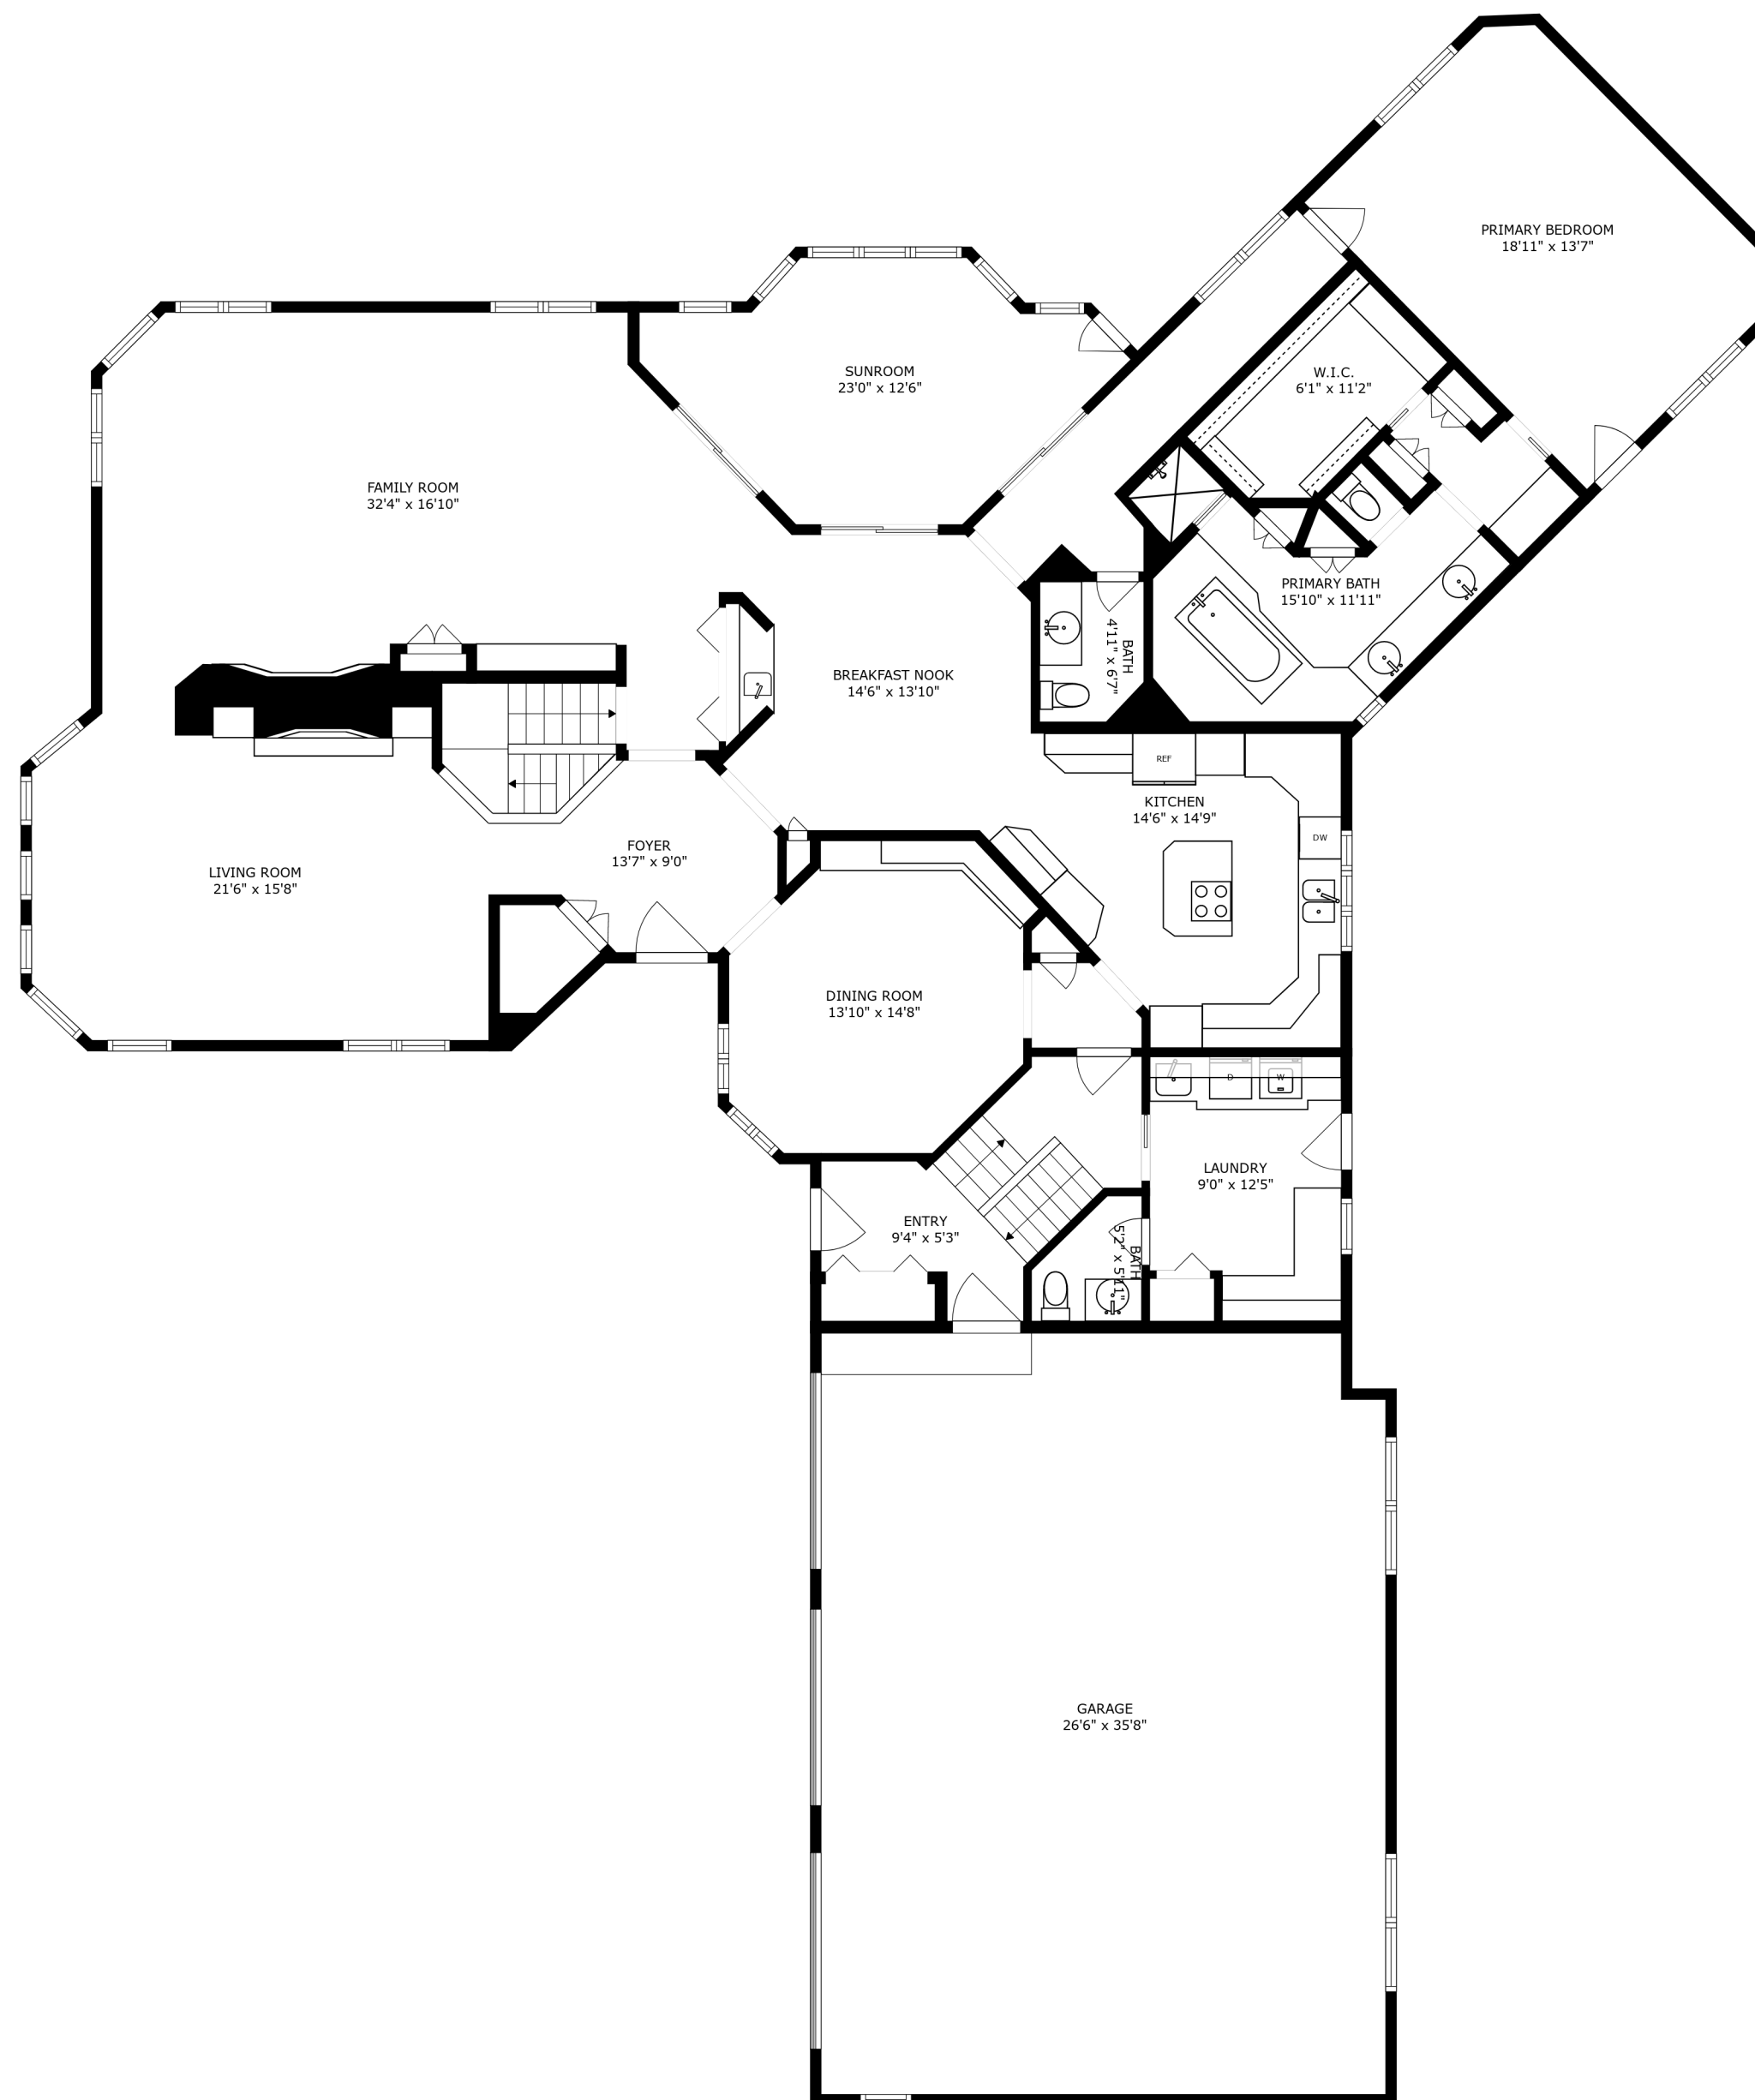 PRIMARY BEDROOM
18'11" x 13'7"
SUNROOM
23'0" x 12'6"
W.I.C.
6'1" x 11'2"
FAMILY ROOM
32'4" x 16'10"
PRIMARY BATH
15'10" x 11'11"
BATH
4'11" x 6'7"
BREAKFAST NOOK
14'6" x 13'10"
REF
KITCHEN
14'6" x 14'9"
DW
FOYER
13'7" x 9'0"
LIVING ROOM
21'6" x 15'8"
DINING ROOM
13'10" x 14'8"
D
W
LAUNDRY
9'0" x 12'5"
ENTRY
9'4" x 5'3"
BATH
5'2" x 5'11"
GARAGE
26'6" x 35'8"